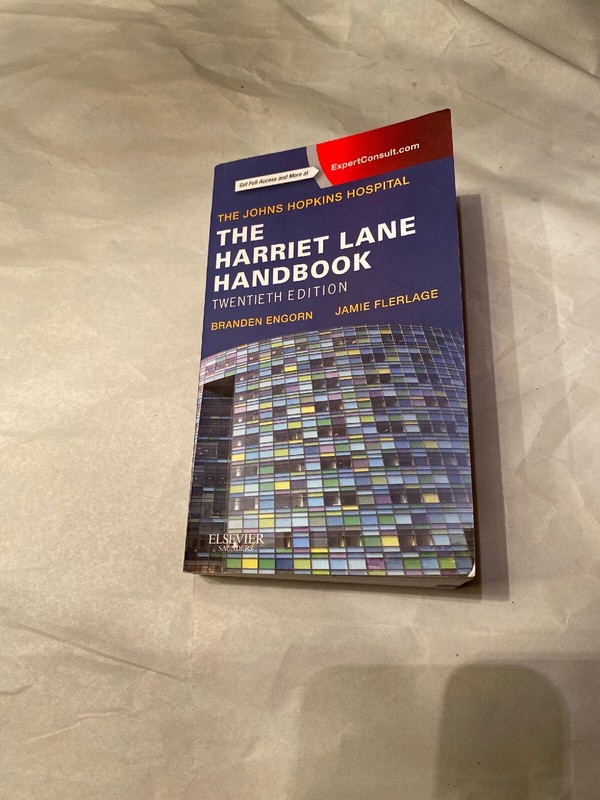 Get Full Access and More at
ExpertConsult.com
THE JOHNS HOPKINS HOSPITAL
THE
HARRIET LANE
HANDBOOK
TWENTIETH EDITION
BRANDEN ENGORN JAMIE FLERLAGE
ELSEVIER
SAUNDERS